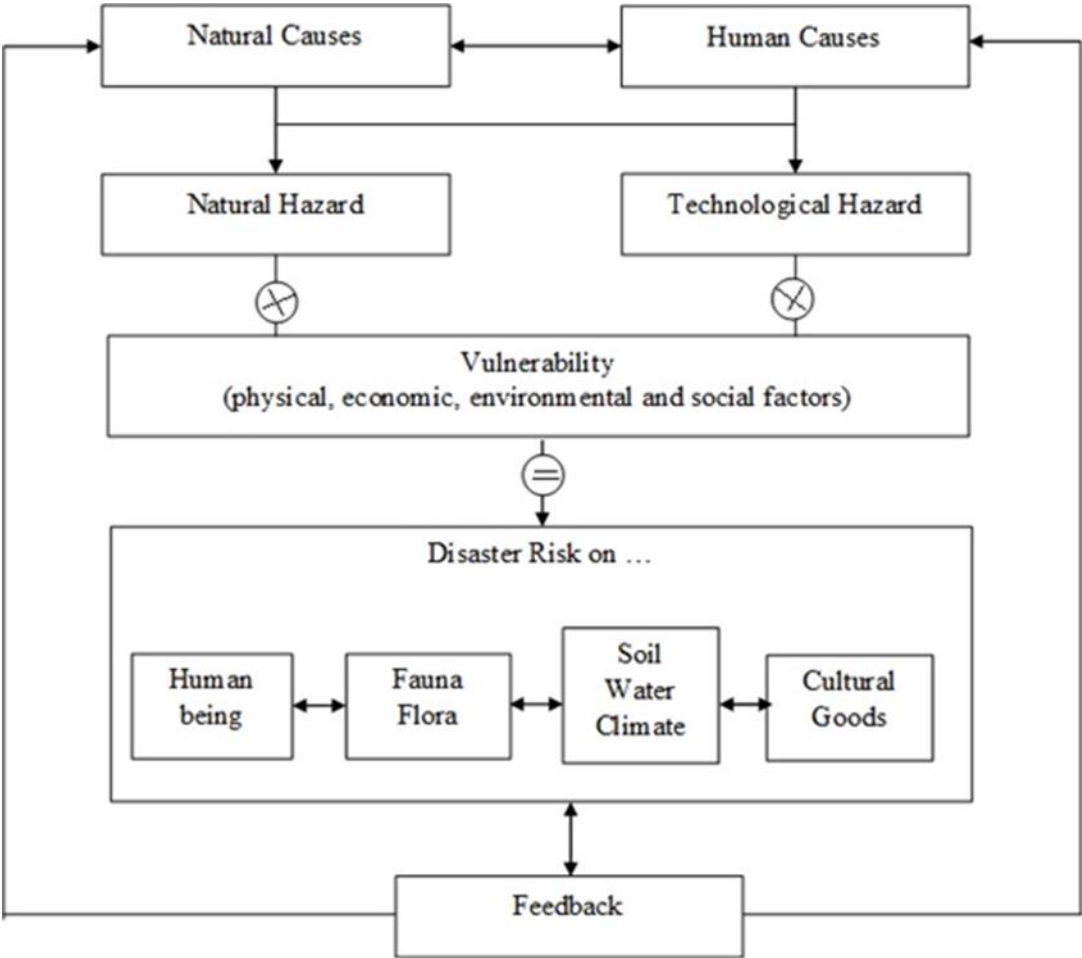 Natural Causes
Human Causes
Natural Hazard
Technological Hazard
Vulnerability
(physical, economic, environmental and social factors)
Disaster Risk on …
Human
being
Fauna
Flora
Soil
Water
Climate
Cultural
Goods
Feedback